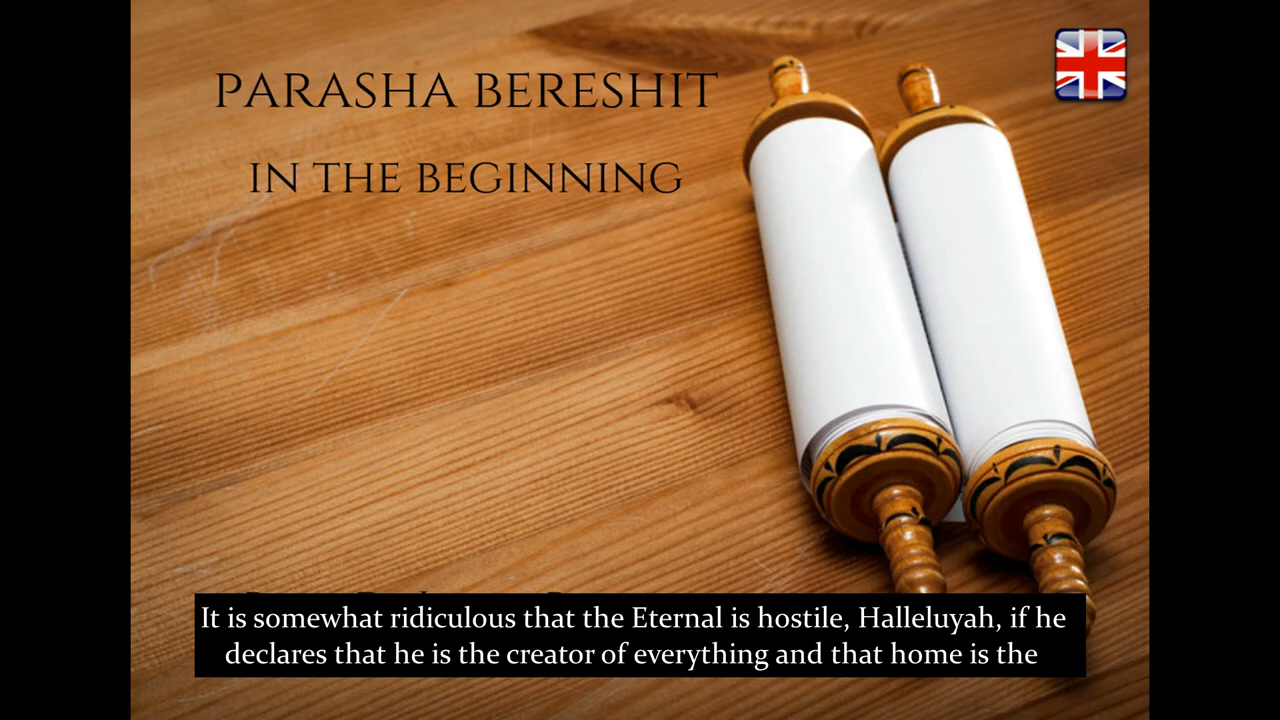 PARASHA BERESHIT
IN THE BEGINNING
It is somewhat ridiculous that the Eternal is hostile, Halleluyah, if he
declares that he is the creator of everything and that home is the